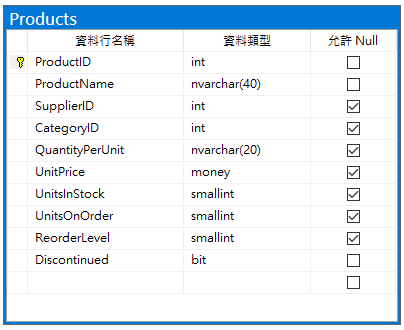 Products
資料行名稱 資料類型 允許 Null
ProductID int
ProductName nvarchar(40)
SupplierID int
CategoryID int
QuantityPerUnit nvarchar(20)
UnitPrice money
UnitsInStock smallint
UnitsOnOrder smallint
ReorderLevel smallint
Discontinued bit